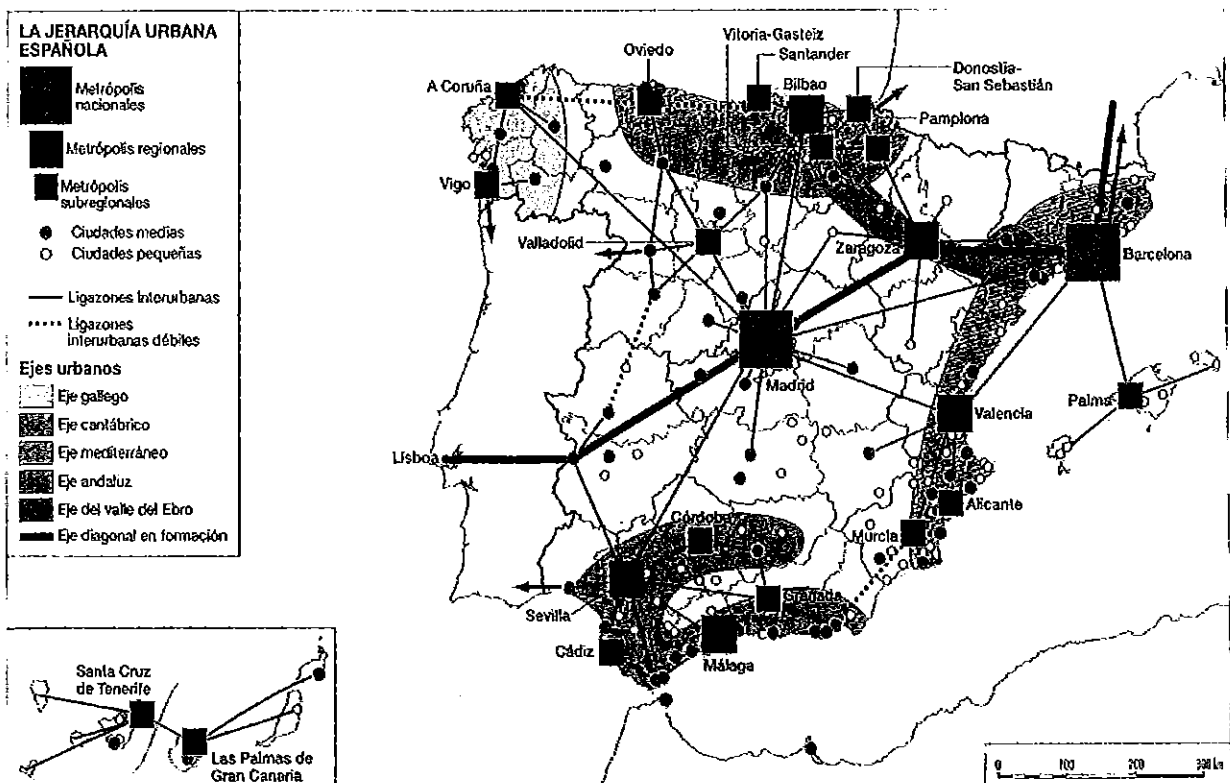 LA JERARQUÍA URBANA
ESPAÑOLA
Metrópolis
nacionales
Metrópolis regionales
Metrópolis
subregionales
Ciudades medias
Ciudades pequeñas
Ligazones Interurbanas
Ligazones
interurbanas débiles
Ejes urbanos
Eje gallego
Eje cantábrico
Eje mediterráneo
Eje andaluz
Eje del valle del Ebro
Eje diagonal en formación
Vitoria-Gasteiz
Santander
Oviedo
Bilbao
Donostia-
San Sebastián
A Coruña
Pamplona
Vigo
Valladolid
Zaragoza
Barcelona
Madrid
Palma
Valencia
Lisboa
Alicante
Córdoba
Murcia
Sevilla
Granada
Cádiz
Málaga
Santa Cruz
de Tenerife
Las Palmas de
Gran Canaria
0 100 200 300 km